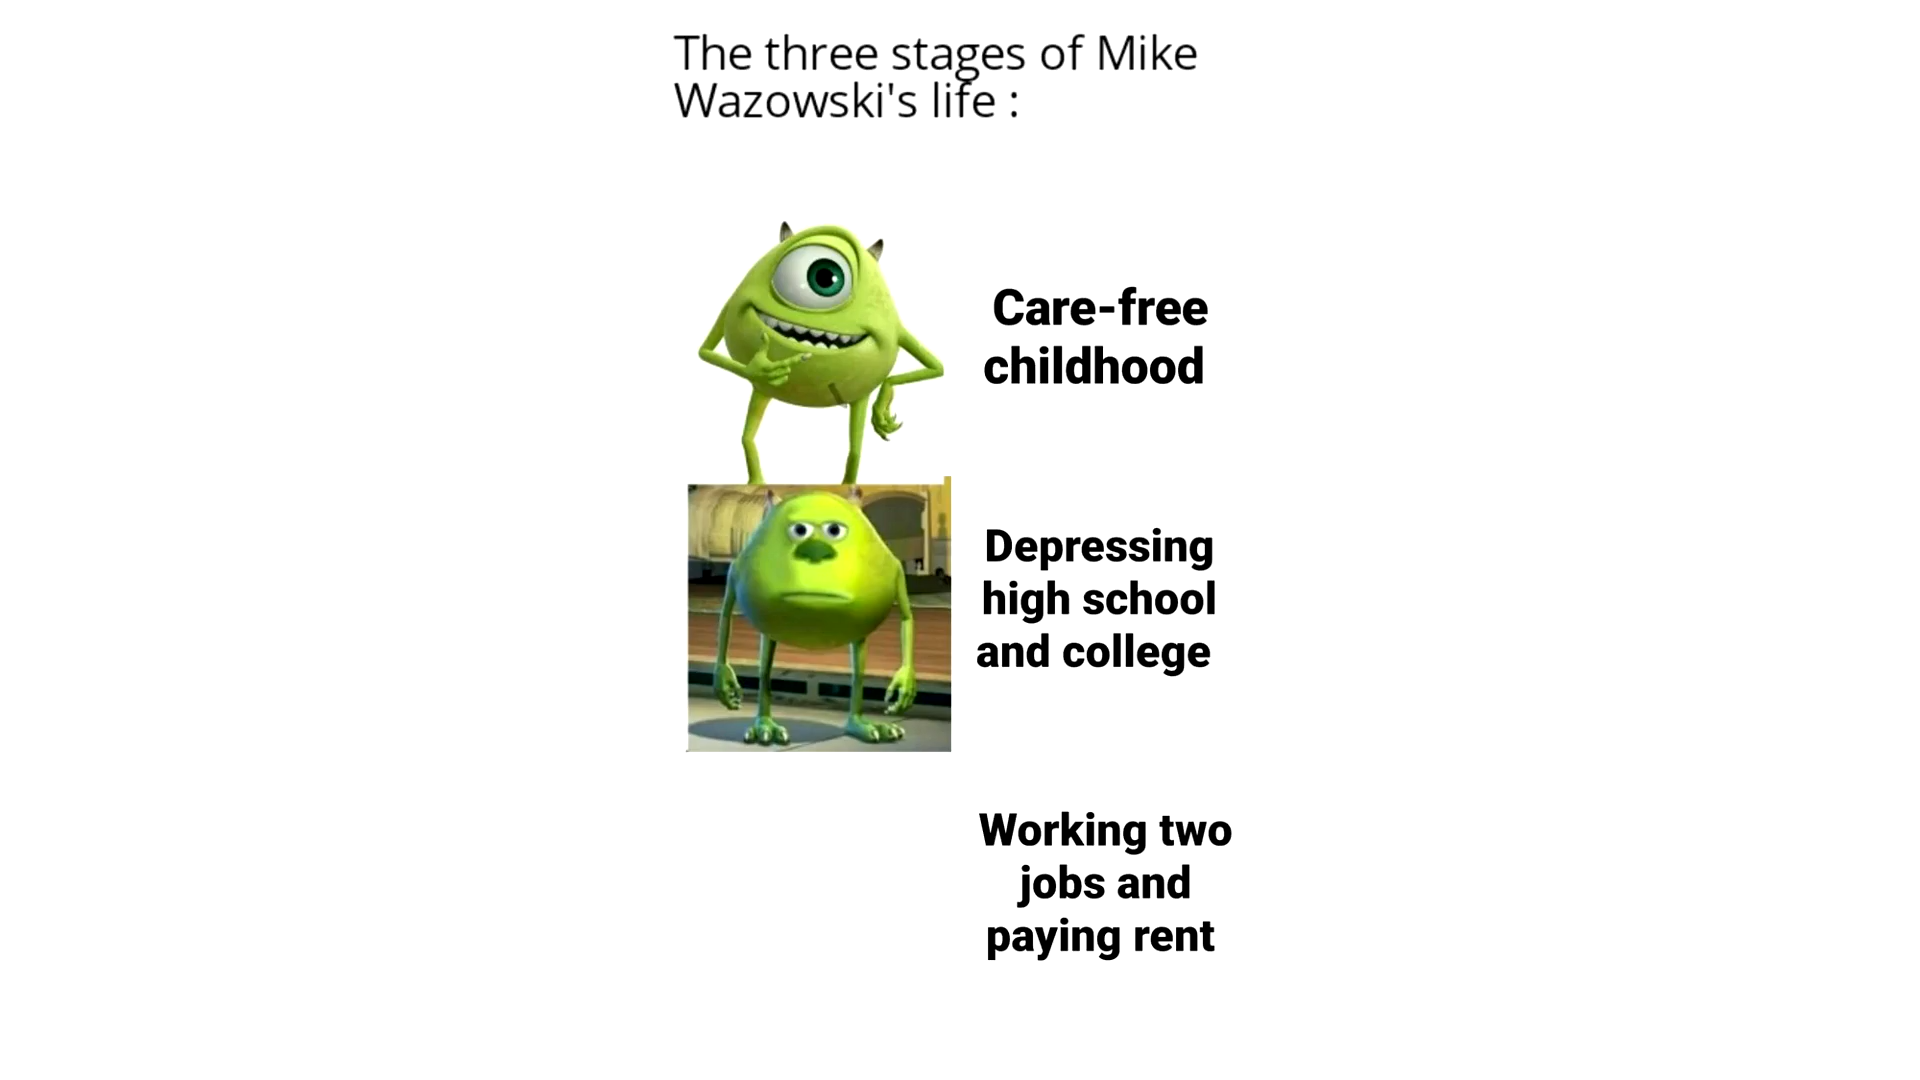 The three stages of Mike
Wazowski's life :
Care-free
childhood
Depressing
high school
and college
Working two
jobs and
paying rent